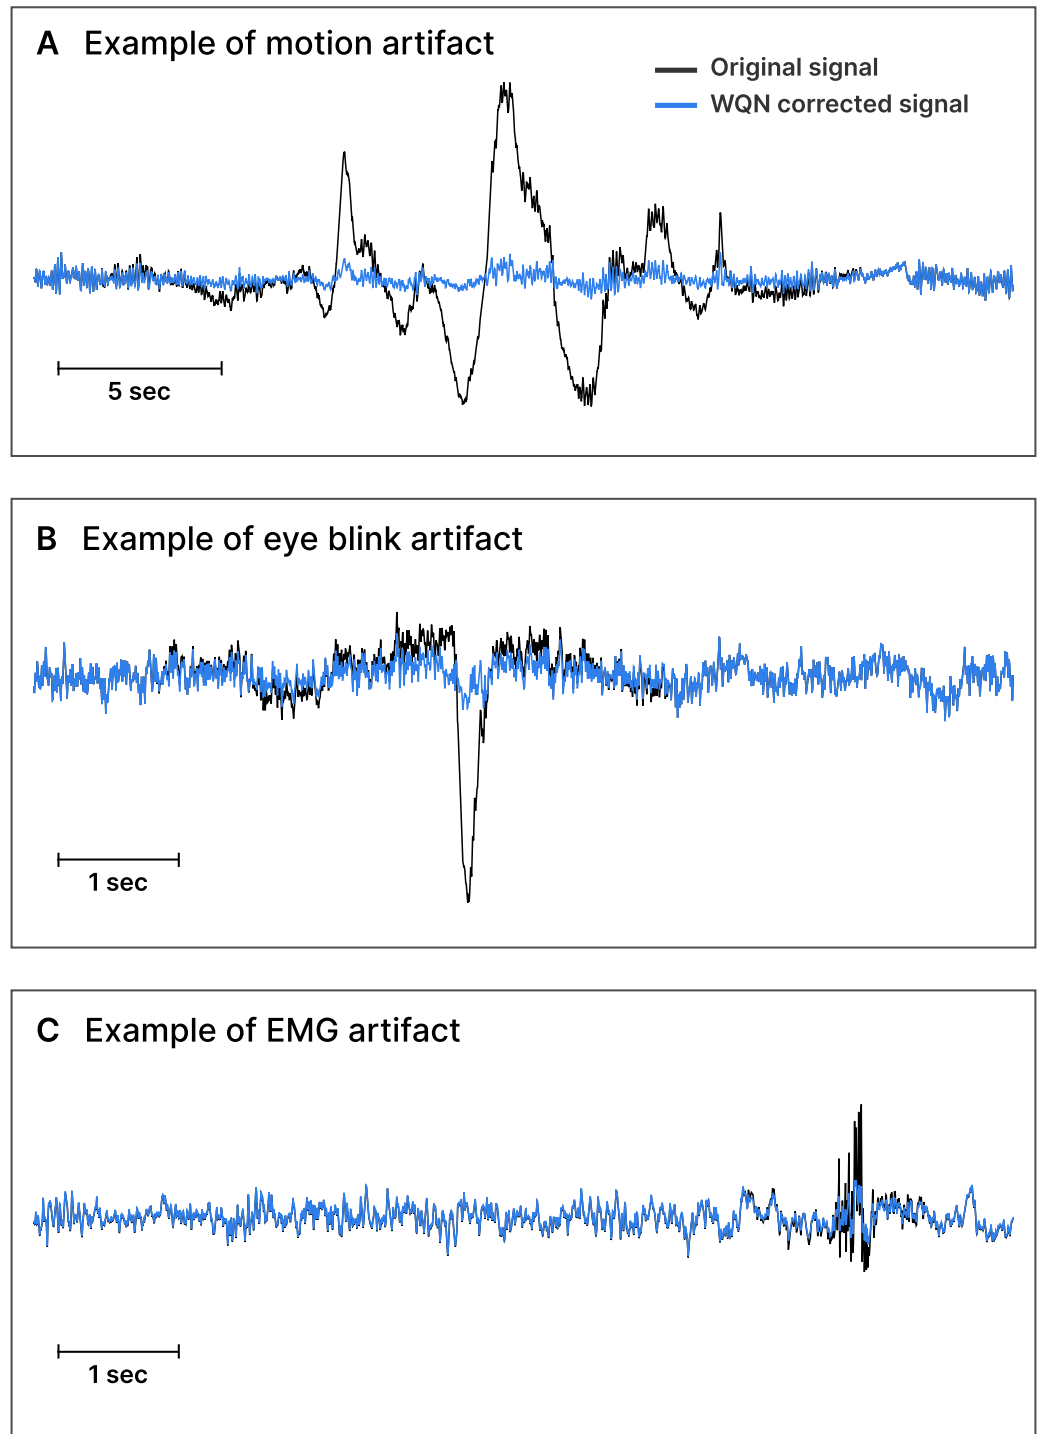 A Example of motion artifact
Original signal
WQN corrected signal
5 sec
B Example of eye blink artifact
1 sec
C Example of EMG artifact
1 sec